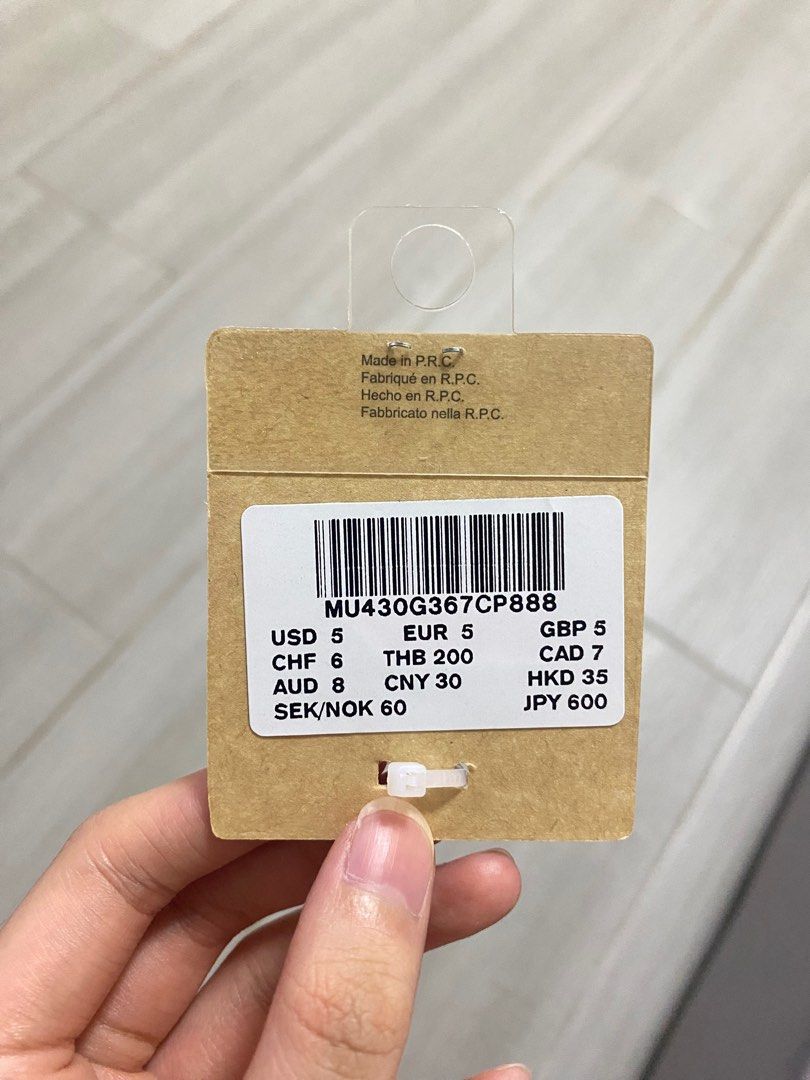 Made in P.R.C.
Fabriqué en R.P.C.
Hecho en R.P.C.
Fabbricato nella R.P.C.
MU430G367CP888
USD 5 EUR 5 GBP 5
CHF 6 THB 200 CAD 7
AUD 8 CNY 30 HKD 35
SEK/NOK 60 JPY 600